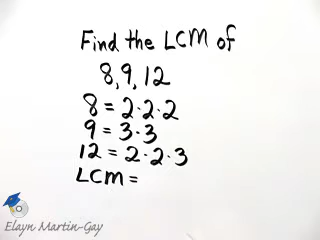 Find the LCM of
8, 9, 12
8 = 2·2·2
9 = 3·3
12 = 2·2·3
LCM =
Elayn Martin-Gay